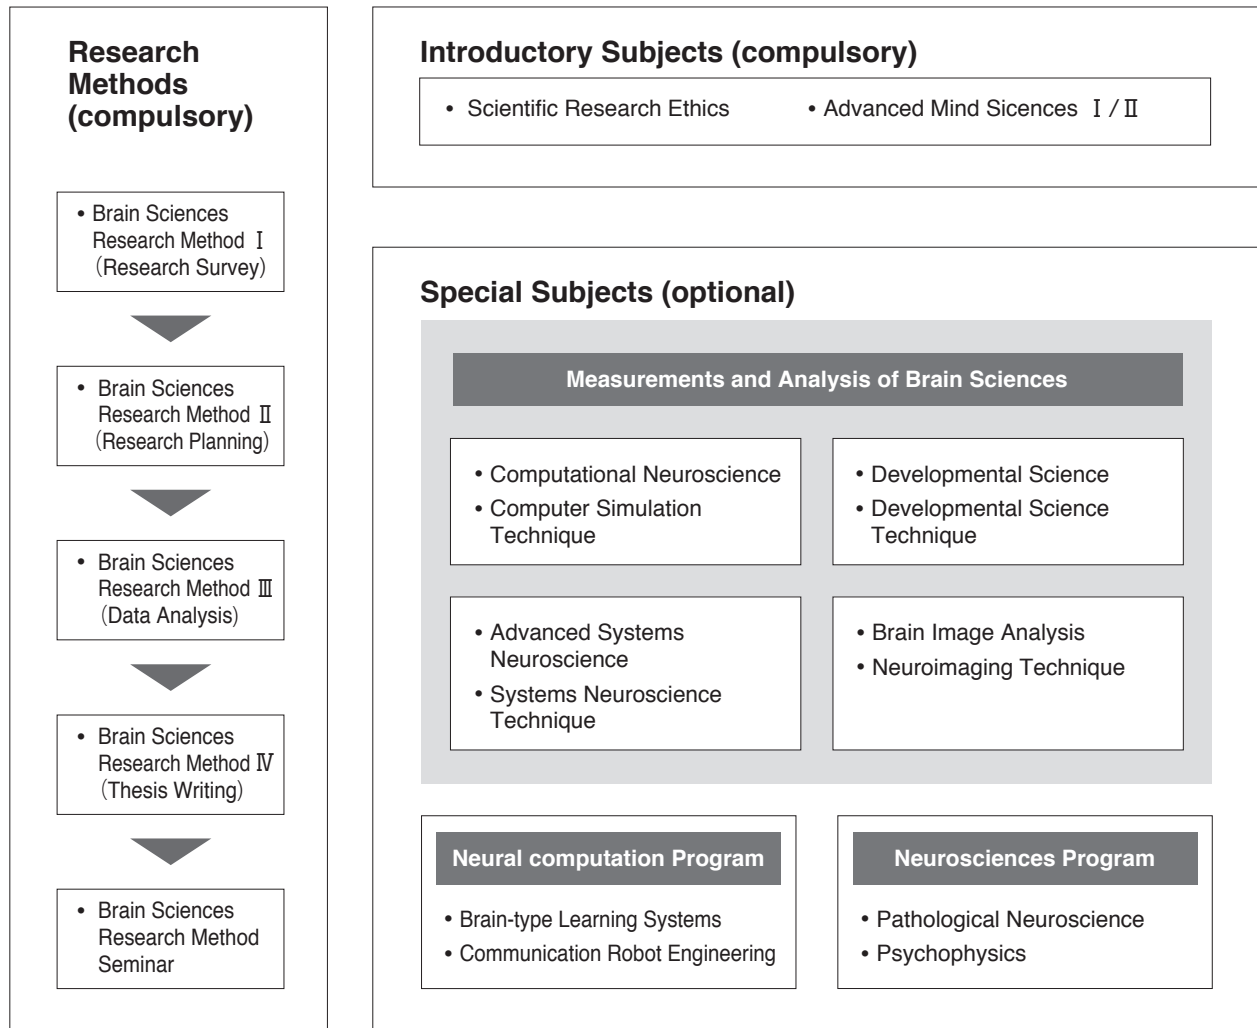 Research
Methods
(compulsory)
• Brain Sciences
Research Method Ⅰ
(Research Survey)
• Brain Sciences
Research Method Ⅱ
(Research Planning)
• Brain Sciences
Research Method Ⅲ
(Data Analysis)
• Brain Sciences
Research Method Ⅳ
(Thesis Writing)
• Brain Sciences
Research Method
Seminar
Introductory Subjects (compulsory)
• Scientific Research Ethics • Advanced Mind Sicences Ⅰ / Ⅱ
Special Subjects (optional)
Measurements and Analysis of Brain Sciences
• Computational Neuroscience
• Computer Simulation
Technique
• Developmental Science
• Developmental Science
Technique
• Advanced Systems
Neuroscience
• Systems Neuroscience
Technique
• Brain Image Analysis
• Neuroimaging Technique
Neural computation Program
• Brain-type Learning Systems
• Communication Robot Engineering
Neurosciences Program
• Pathological Neuroscience
• Psychophysics